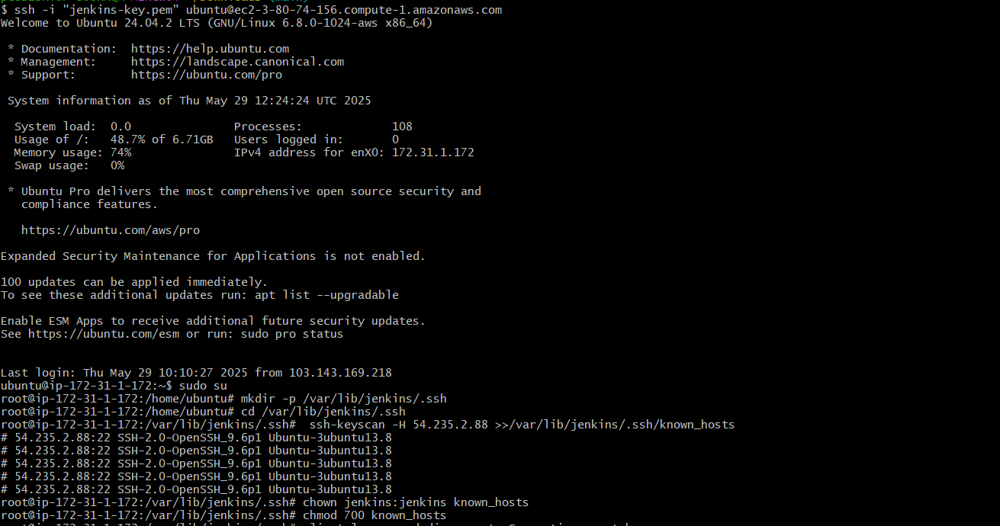 $ ssh -i "jenkins-key.pem" ubuntu@ec2-3-80-74-156.compute-1.amazonaws.com
Welcome to Ubuntu 24.04.2 LTS (GNU/Linux 6.8.0-1024-aws x86_64)
* Documentation:  https://help.ubuntu.com
* Management:     https://landscape.canonical.com
* Support:        https://ubuntu.com/pro
System information as of Thu May 29 12:24:24 UTC 2025
System load:  0.0               Processes:             108
Usage of /:   48.7% of 6.71GB   Users logged in:       0
Memory usage: 74%               IPv4 address for enX0: 172.31.1.172
Swap usage:   0%
* Ubuntu Pro delivers the most comprehensive open source security and
compliance features.
https://ubuntu.com/aws/pro
Expanded Security Maintenance for Applications is not enabled.
100 updates can be applied immediately.
To see these additional updates run: apt list --upgradable
Enable ESM Apps to receive additional future security updates.
See https://ubuntu.com/esm or run: sudo pro status
Last login: Thu May 29 10:10:27 2025 from 103.143.169.218
ubuntu@ip-172-31-1-172:~$ sudo su
root@ip-172-31-1-172:/home/ubuntu# mkdir -p /var/lib/jenkins/.ssh
root@ip-172-31-1-172:/home/ubuntu# cd /var/lib/jenkins/.ssh
root@ip-172-31-1-172:/var/lib/jenkins/.ssh#  ssh-keyscan -H 54.235.2.88 >>/var/lib/jenkins/.ssh/known_hosts
# 54.235.2.88:22 SSH-2.0-OpenSSH_9.6p1 Ubuntu-3ubuntu13.8
# 54.235.2.88:22 SSH-2.0-OpenSSH_9.6p1 Ubuntu-3ubuntu13.8
# 54.235.2.88:22 SSH-2.0-OpenSSH_9.6p1 Ubuntu-3ubuntu13.8
# 54.235.2.88:22 SSH-2.0-OpenSSH_9.6p1 Ubuntu-3ubuntu13.8
# 54.235.2.88:22 SSH-2.0-OpenSSH_9.6p1 Ubuntu-3ubuntu13.8
root@ip-172-31-1-172:/var/lib/jenkins/.ssh# chown jenkins:jenkins known_hosts
root@ip-172-31-1-172:/var/lib/jenkins/.ssh# chmod 700 known_hosts